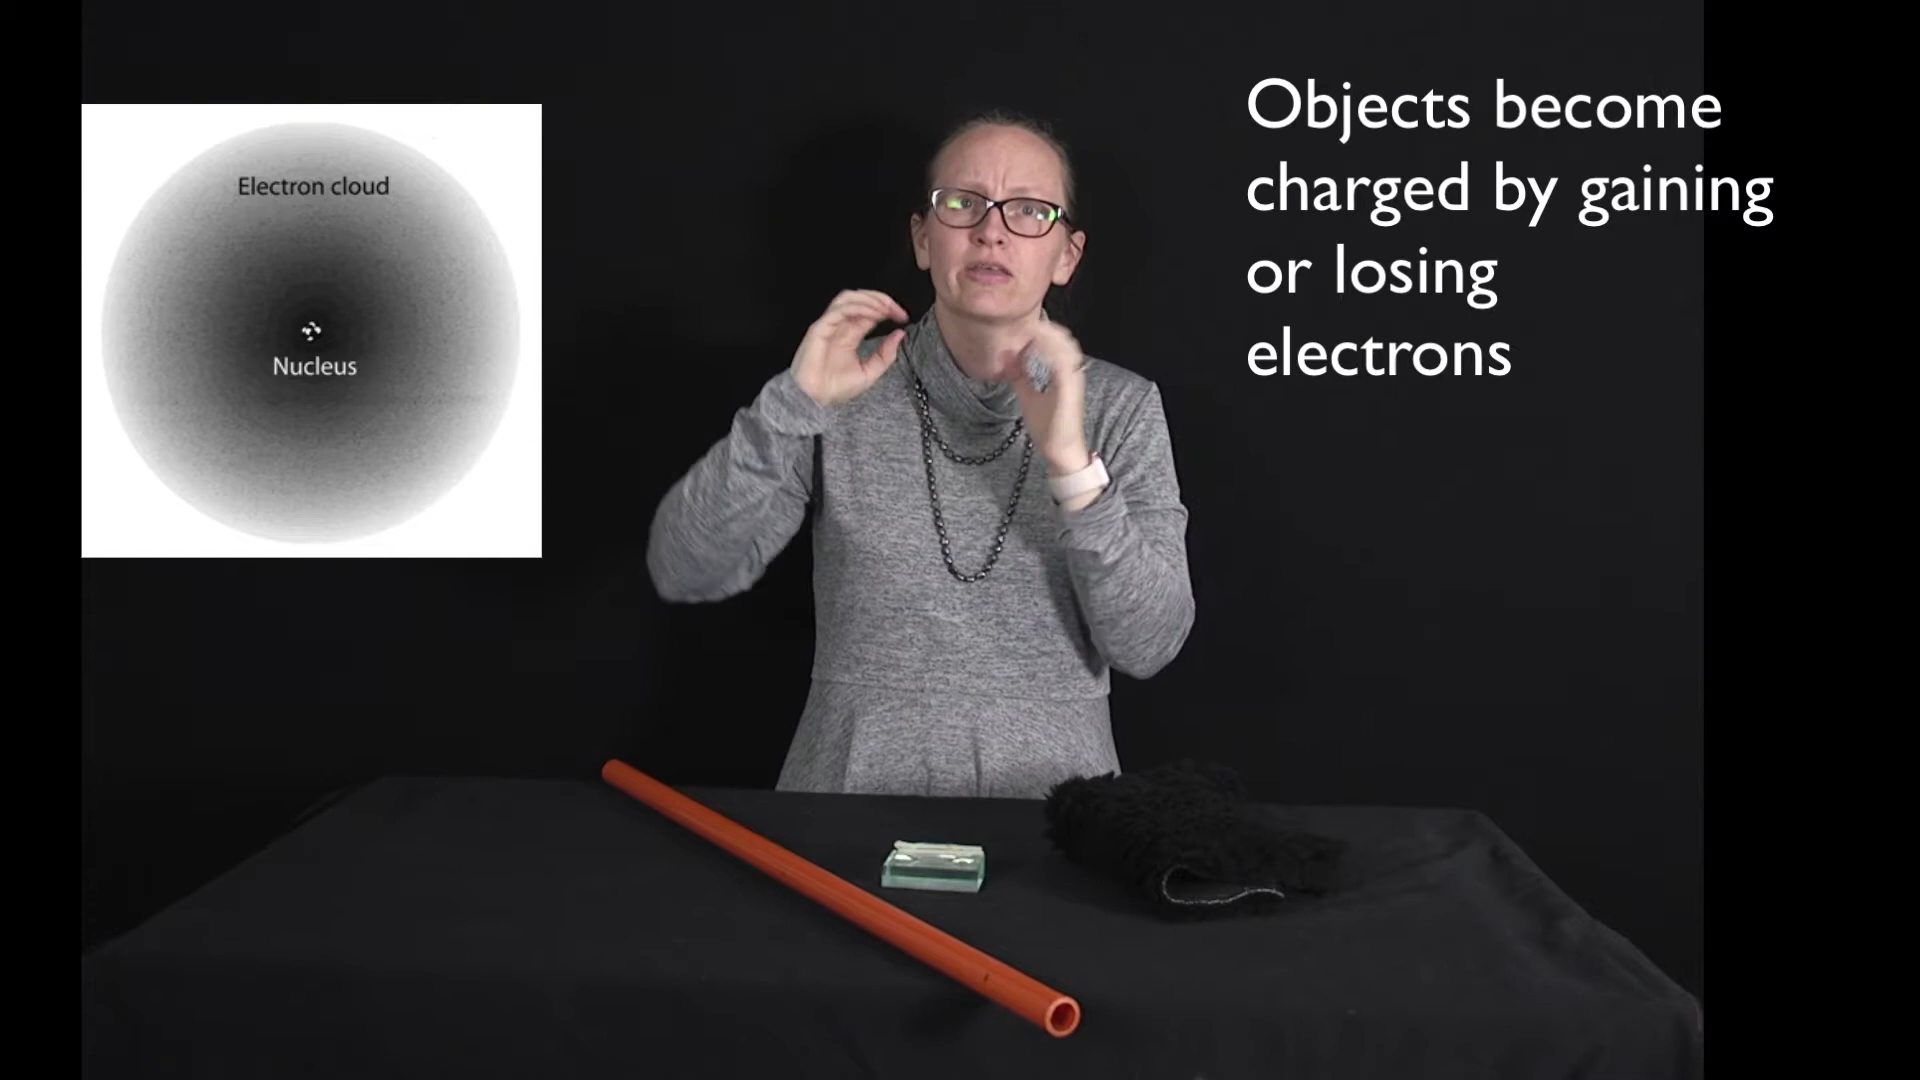 Electron cloud
Nucleus
Objects become
charged by gaining
or losing
electrons